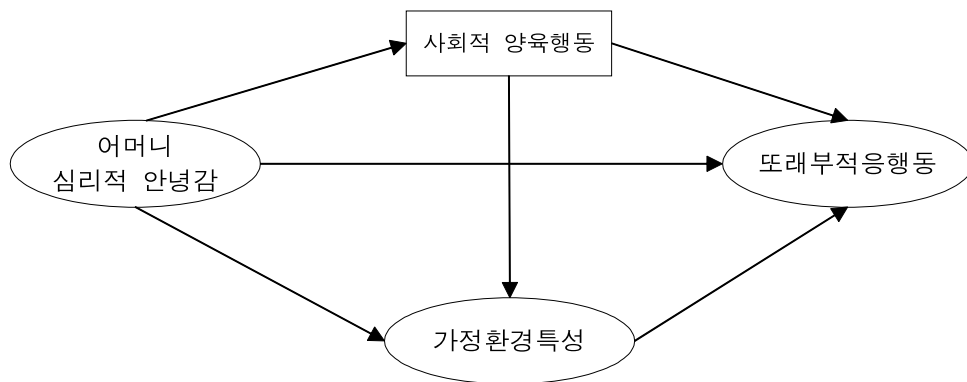 사회적 양육행동
어머니
심리적 안녕감
또래부적응행동
가정환경특성